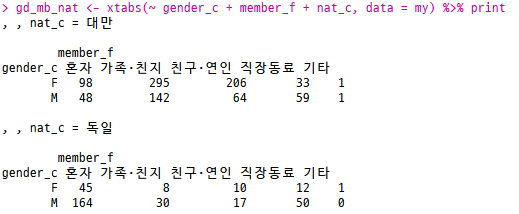 > gd_mb_nat <- xtabs(~ gender_c + member_f + nat_c, data = my) %>% print
, , nat_c = 대만
member_f
gender_c 혼자 가족·친지 친구·연인 직장동료 기타
F 98 295 206 33 1
M 48 142 64 59 1
, , nat_c = 독일
member_f
gender_c 혼자 가족·친지 친구·연인 직장동료 기타
F 45 8 10 12 1
M 164 30 17 50 0